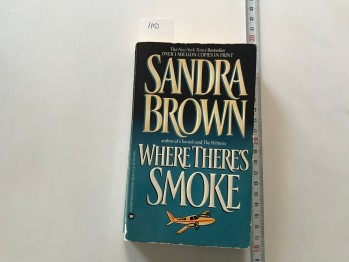 The New York Times Bestseller
OVER 1 MILLION COPIES IN PRINT
SANDRA
BROWN
author of Charade and The Witness
WHERE THERE'S
SMOKE